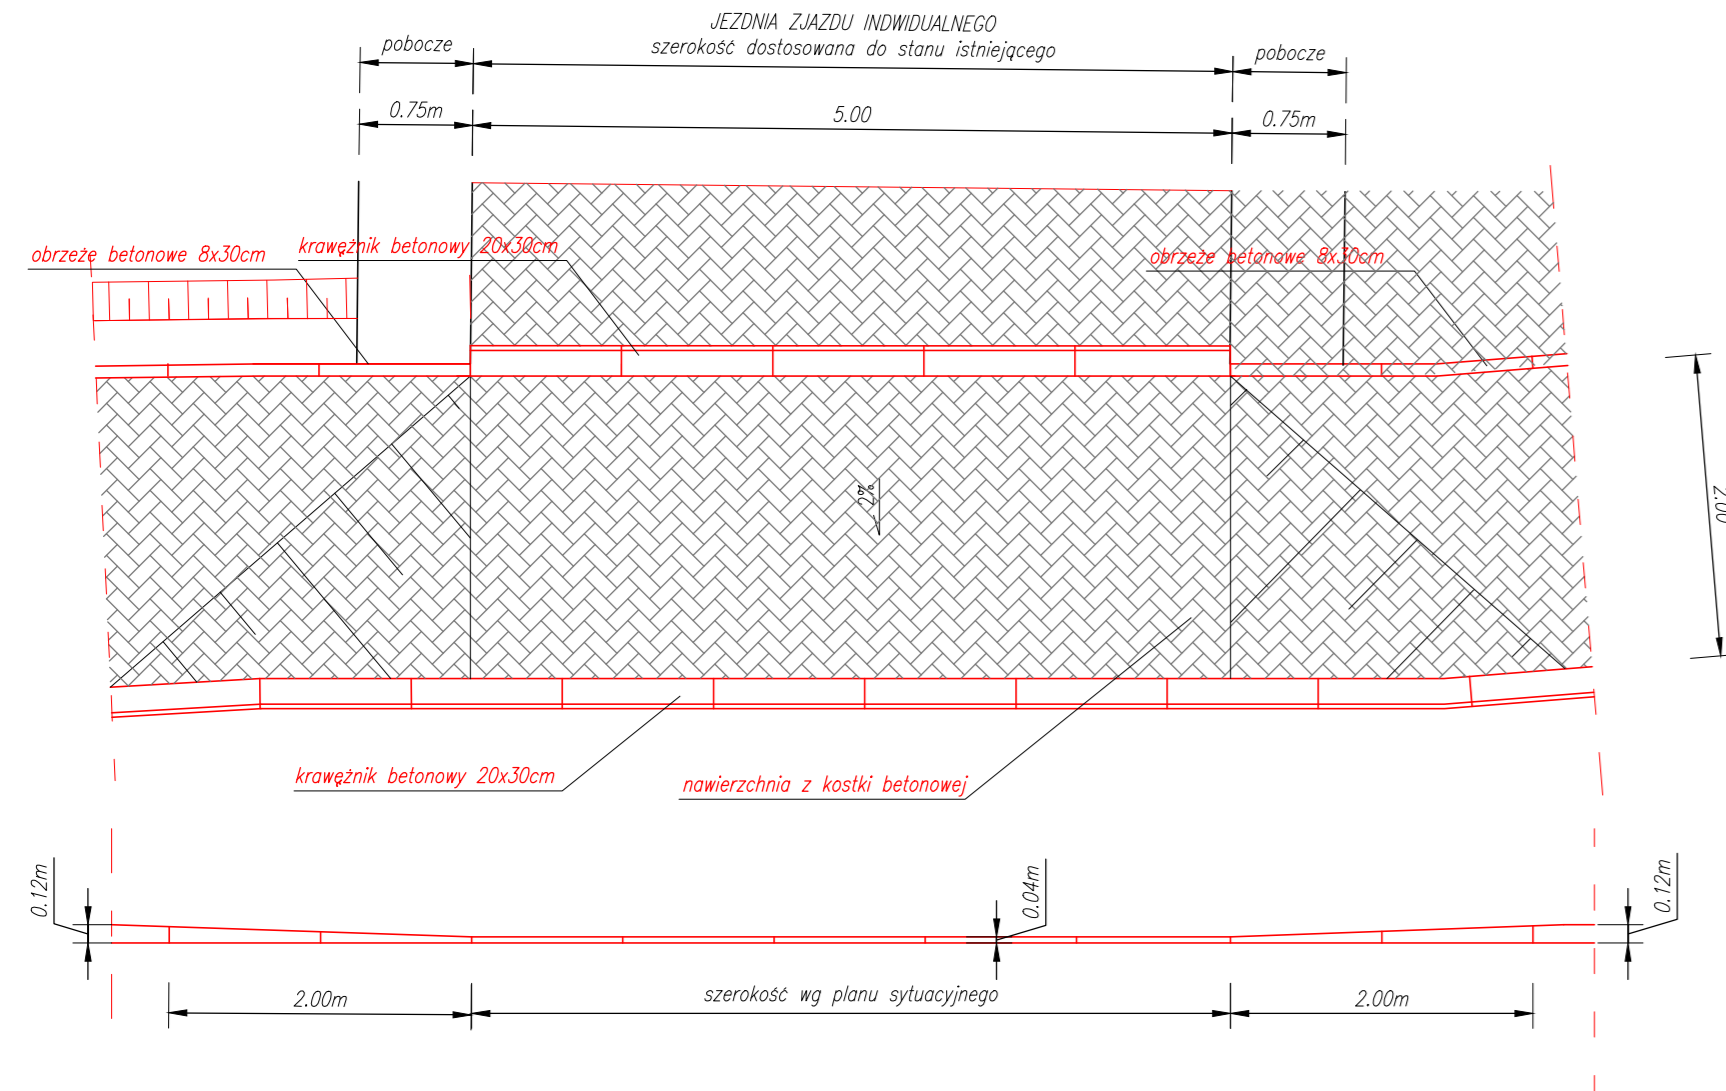 JEZDNIA ZJAZDU INDWIDUALNEGO
szerokość dostosowana do stanu istniejącego
pobocze
pobocze
0.75m
5.00
0.75m
obrzeże betonowe 8x30cm
krawężnik betonowy 20x30cm
obrzeże betonowe 8x30cm
2%
2.00
krawężnik betonowy 20x30cm
nawierzchnia z kostki betonowej
0.12m
0.04m
0.12m
2.00m
szerokość wg planu sytuacyjnego
2.00m